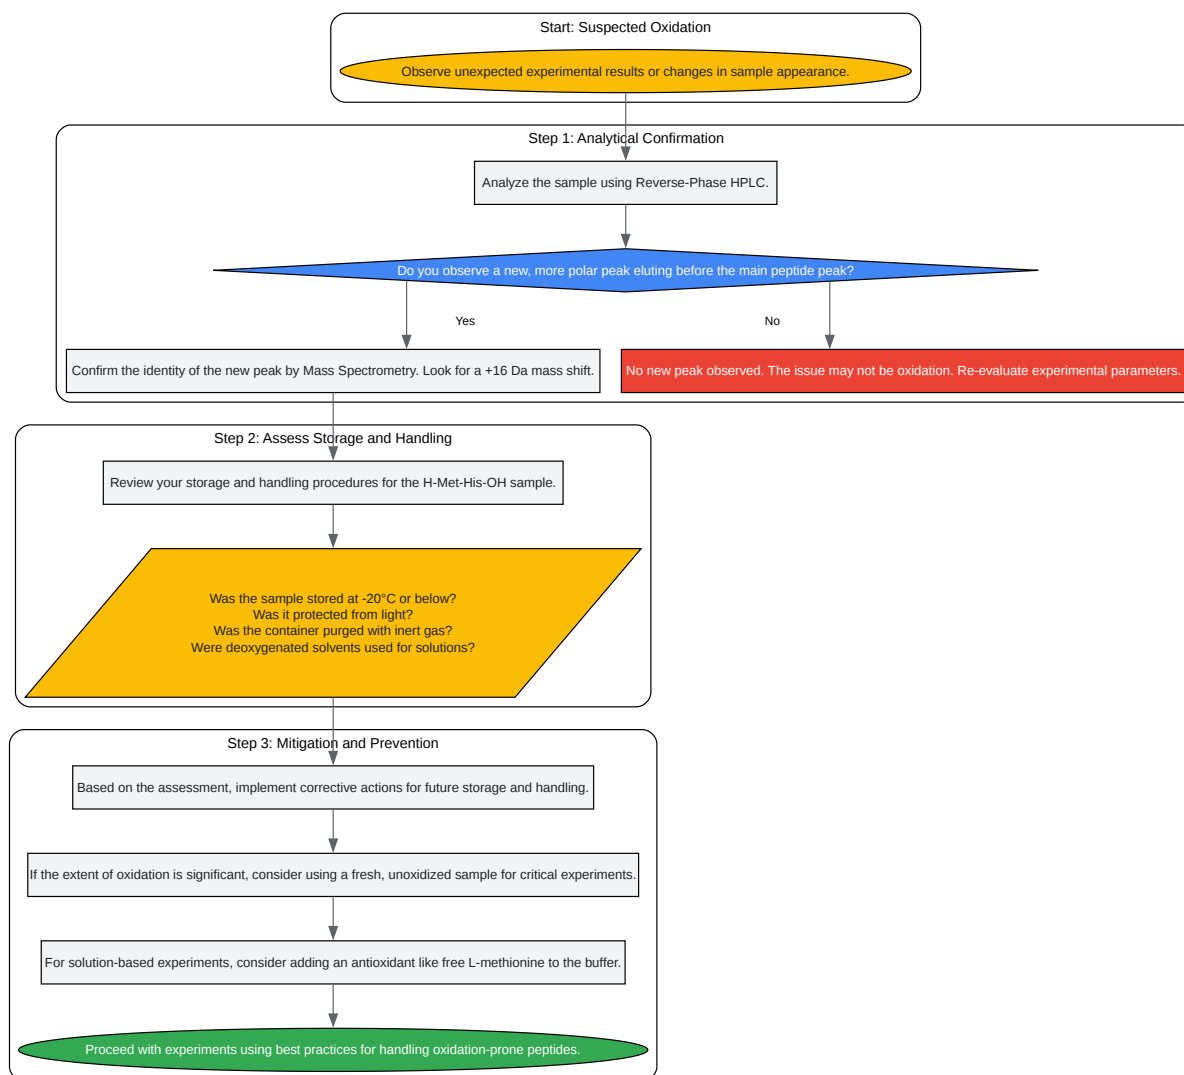 Start: Suspected Oxidation
Observe unexpected experimental results or changes in sample appearance.
Step 1: Analytical Confirmation
Analyze the sample using Reverse-Phase HPLC.
Do you observe a new, more polar peak eluting before the main peptide peak?
Yes
No
Confirm the identity of the new peak by Mass Spectrometry. Look for a +16 Da mass shift.
No new peak observed. The issue may not be oxidation. Re-evaluate experimental parameters.
Step 2: Assess Storage and Handling
Review your storage and handling procedures for the H-Met-His-OH sample.
Was the sample stored at -20°C or below?
Was it protected from light?
Was the container purged with inert gas?
Were deoxygenated solvents used for solutions?
Step 3: Mitigation and Prevention
Based on the assessment, implement corrective actions for future storage and handling.
If the extent of oxidation is significant, consider using a fresh, unoxidized sample for critical experiments.
For solution-based experiments, consider adding an antioxidant like free L-methionine to the buffer.
Proceed with experiments using best practices for handling oxidation-prone peptides.